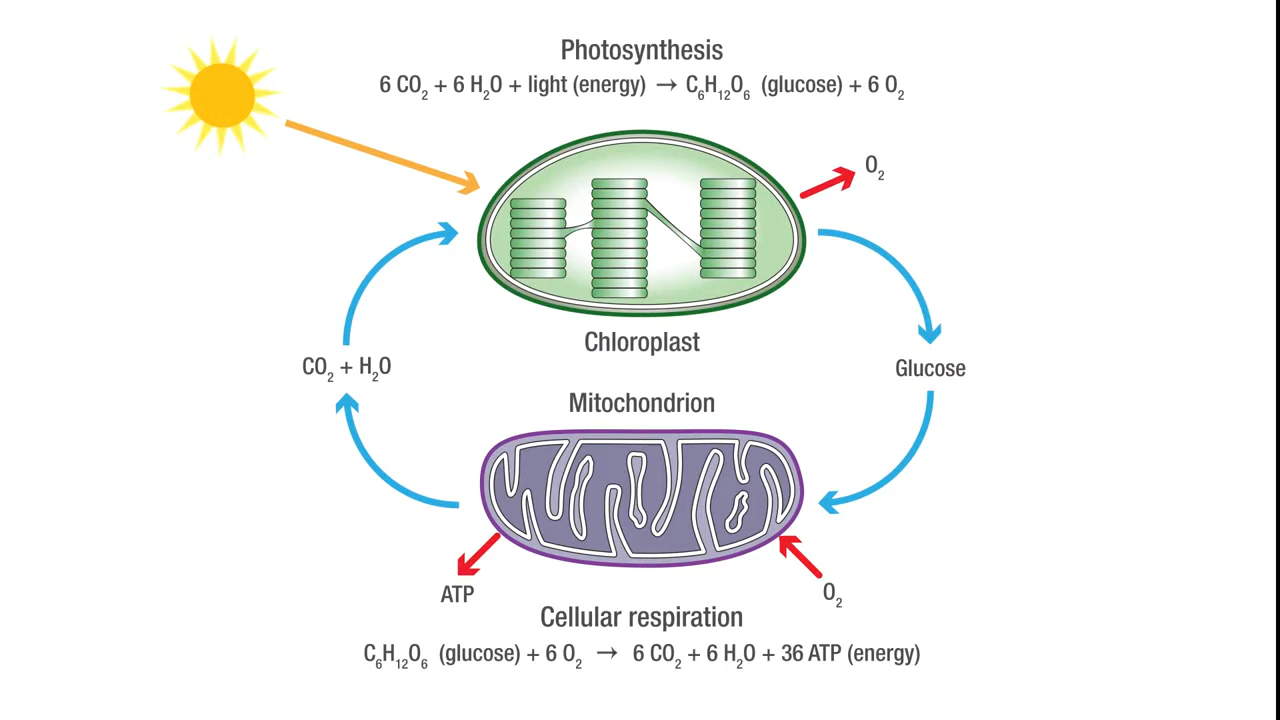 Photosynthesis
6 CO₂ + 6 H₂O + light (energy) → C₆H₁₂O₆ (glucose) + 6 O₂
O₂
Chloroplast
CO₂ + H₂O
Glucose
Mitochondrion
ATP
O₂
Cellular respiration
C₆H₁₂O₆ (glucose) + 6 O₂ → 6 CO₂ + 6 H₂O + 36 ATP (energy)